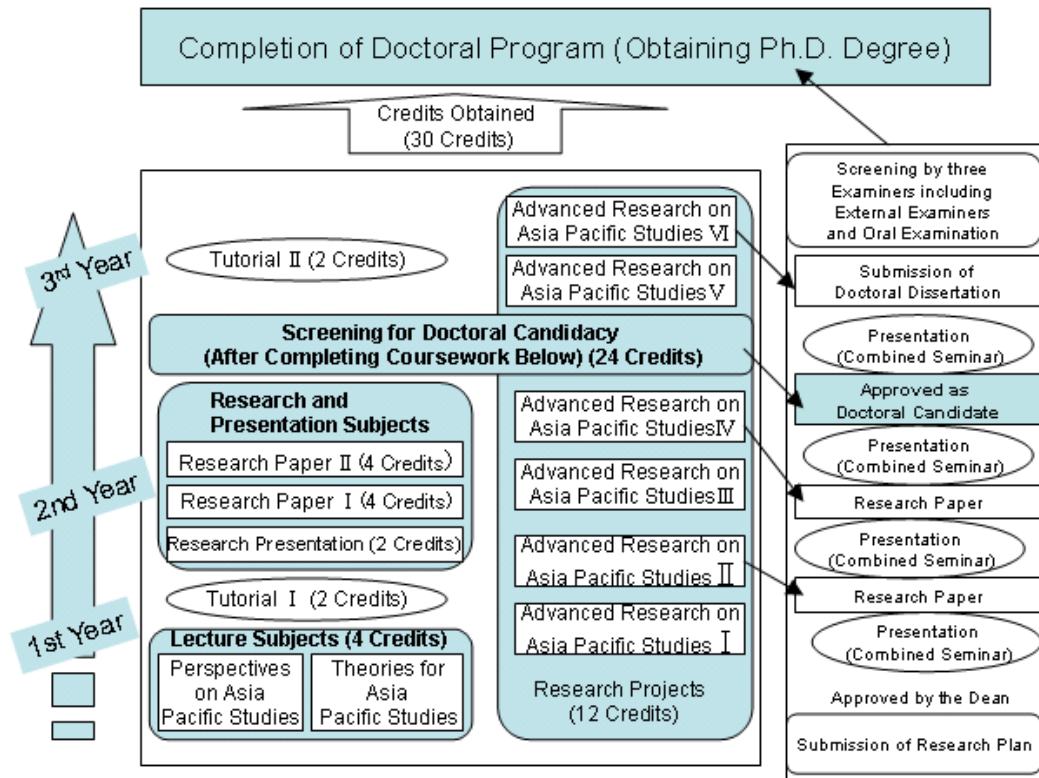 Completion of Doctoral Program (Obtaining Ph.D. Degree)
Credits Obtained
(30 Credits)
3rd Year
2nd Year
1st Year
Tutorial Ⅱ (2 Credits)
Advanced Research on
Asia Pacific Studies Ⅵ
Advanced Research on
Asia Pacific Studies Ⅴ
Screening for Doctoral Candidacy
(After Completing Coursework Below) (24 Credits)
Research and
Presentation Subjects
Research Paper Ⅱ (4 Credits)
Research Paper Ⅰ (4 Credits)
Research Presentation (2 Credits)
Tutorial Ⅰ (2 Credits)
Lecture Subjects (4 Credits)
Perspectives
on Asia
Pacific Studies
Theories for
Asia
Pacific Studies
Advanced Research on
Asia Pacific StudiesⅣ
Advanced Research on
Asia Pacific StudiesⅢ
Advanced Research on
Asia Pacific Studies Ⅱ
Advanced Research on
Asia Pacific Studies Ⅰ
Research Projects
(12 Credits)
Screening by three
Examiners including
External Examiners
and Oral Examination
Submission of
Doctoral Dissertation
Presentation
(Combined Seminar)
Approved as
Doctoral Candidate
Presentation
(Combined Seminar)
Research Paper
Presentation
(Combined Seminar)
Research Paper
Presentation
(Combined Seminar)
Approved by the Dean
Submission of Research Plan